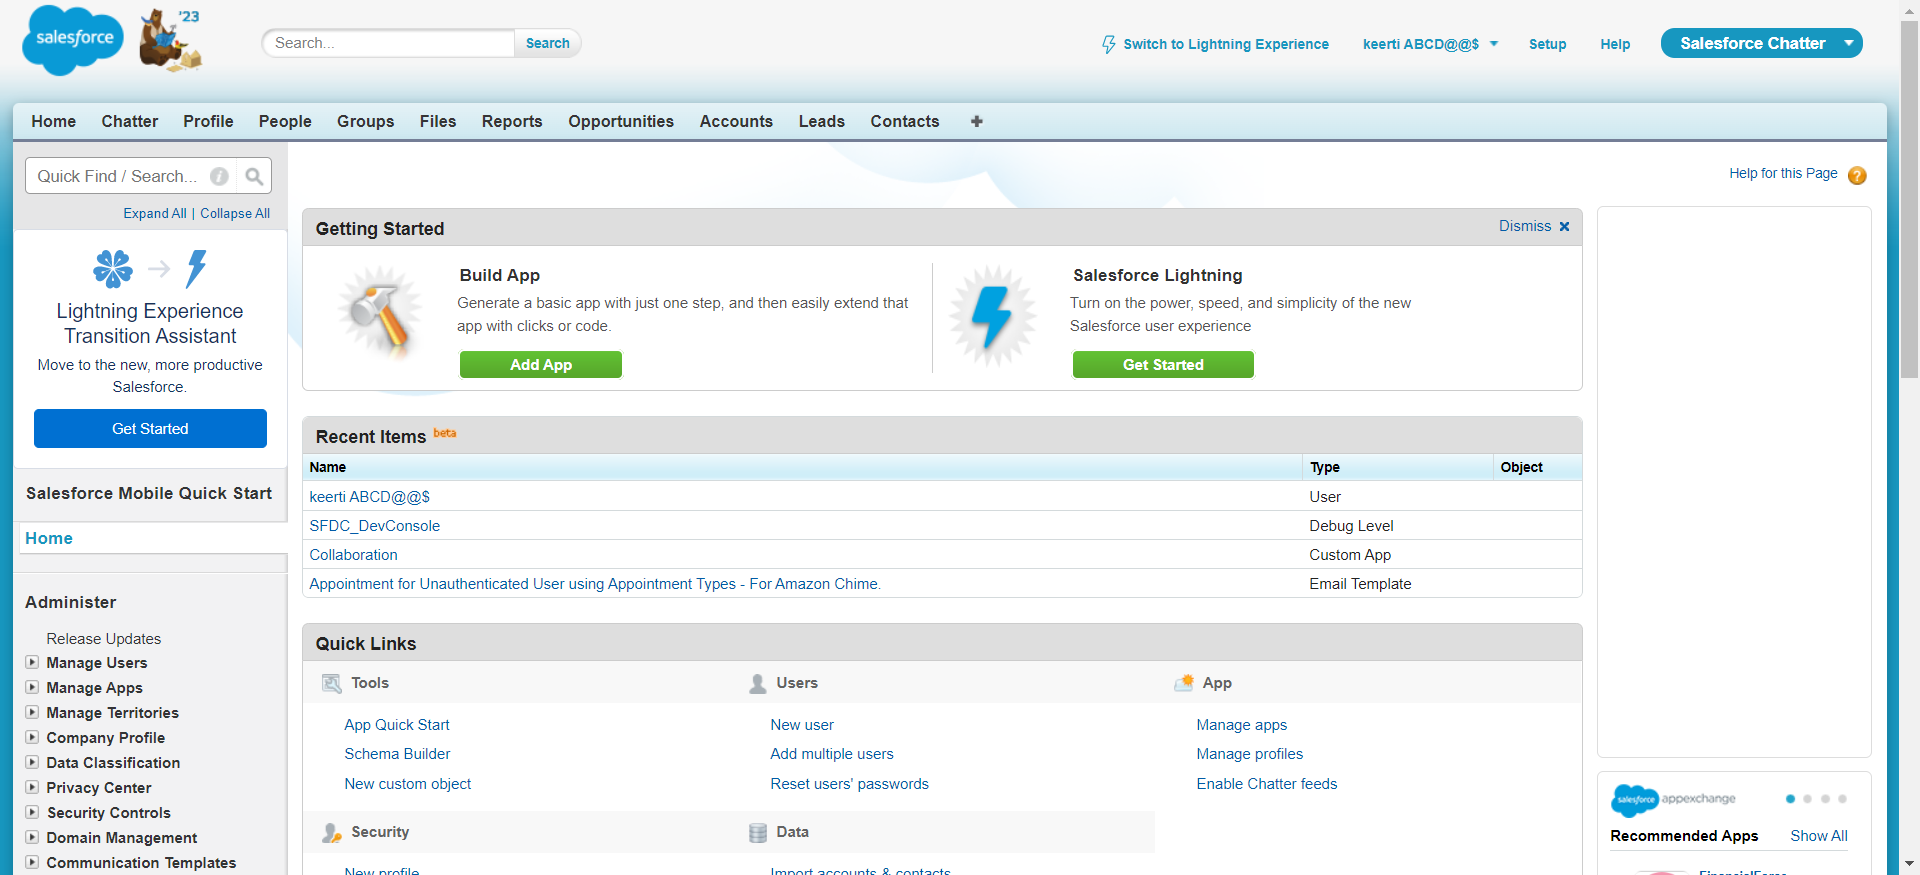 salesforce
'23
Search...
Search
Switch to Lightning Experience
keerti ABCD@@$
Setup
Help
Salesforce Chatter
Home
Chatter
Profile
People
Groups
Files
Reports
Opportunities
Accounts
Leads
Contacts
+
Quick Find / Search...
Expand All | Collapse All
Lightning Experience
Transition Assistant
Move to the new, more productive
Salesforce.
Get Started
Salesforce Mobile Quick Start
Home
Administer
Release Updates
Manage Users
Manage Apps
Manage Territories
Company Profile
Data Classification
Privacy Center
Security Controls
Domain Management
Communication Templates
Help for this Page
Getting Started
Dismiss
Build App
Generate a basic app with just one step, and then easily extend that
app with clicks or code.
Add App
Salesforce Lightning
Turn on the power, speed, and simplicity of the new
Salesforce user experience
Get Started
Recent Items beta
Name Type Object
keerti ABCD@@$ User
SFDC_DevConsole Debug Level
Collaboration Custom App
Appointment for Unauthenticated User using Appointment Types - For Amazon Chime. Email Template
Quick Links
Tools
App Quick Start
Schema Builder
New custom object
Users
New user
Add multiple users
Reset users' passwords
App
Manage apps
Manage profiles
Enable Chatter feeds
Security
New profile
Data
Import accounts & contacts
salesforce appexchange
Recommended Apps Show All
FinancialForce